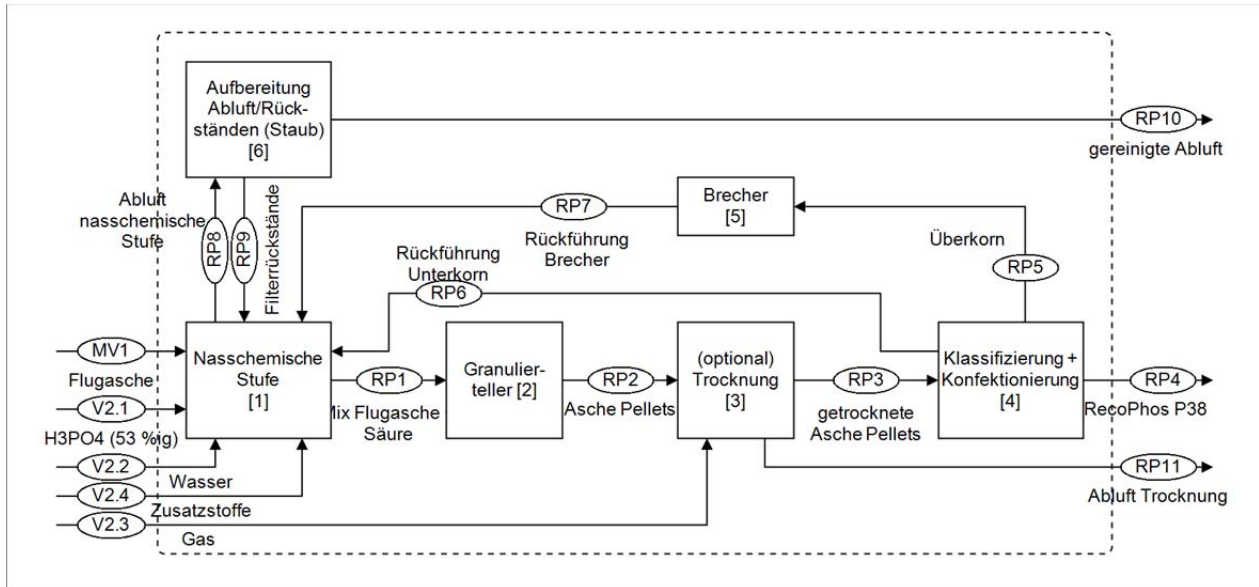 Aufbereitung
Abluft/Rück-
ständen (Staub)
[6]
RP10
gereinigte Abluft
Abluft
nasschemische
Stufe
RP8
RP9
Filterrückstände
RP7
Rückführung
Brecher
Brecher
[5]
Überkorn
RP5
Rückführung
Unterkorn
RP6
MV1
Flugasche
V2.1
H3PO4 (53 %ig)
V2.2
Wasser
V2.4
Zusatzstoffe
V2.3
Gas
Nasschemische
Stufe
[1]
RP1
Mix Flugasche
Säure
Granulier-
teller [2]
RP2
Asche Pellets
(optional)
Trocknung
[3]
RP3
getrocknete
Asche Pellets
Klassifizierung +
Konfektionierung
[4]
RP4
RecoPhos P38
RP11
Abluft Trocknung